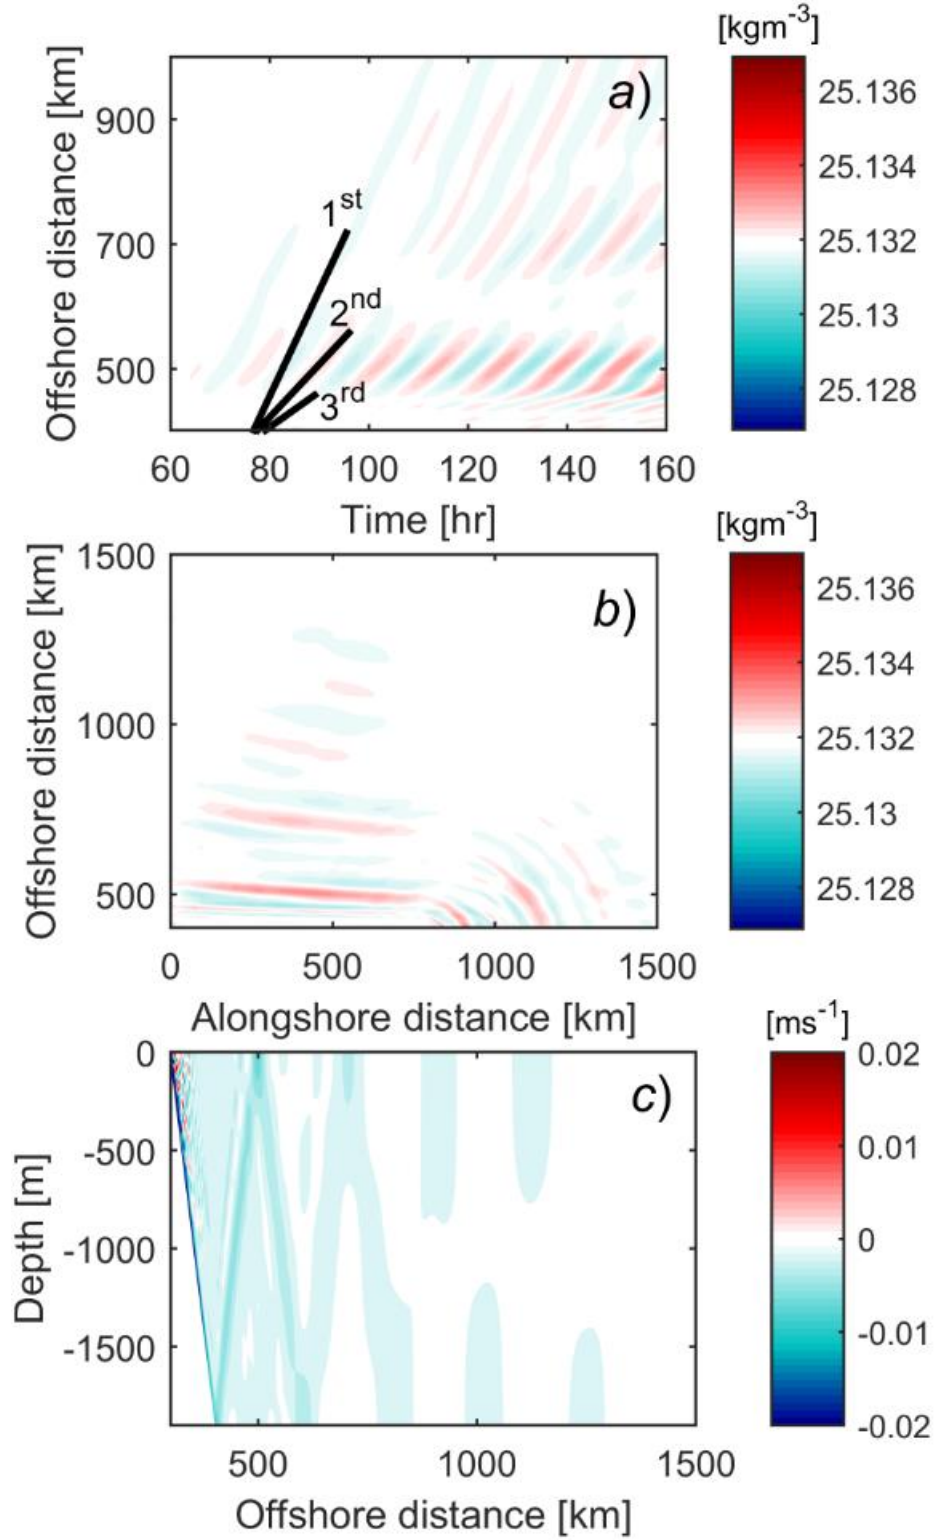 [kgm-3]
a)
25.136
900
25.134
1st
700
25.132
2nd
25.13
500
3rd
25.128
Offshore distance [km]
60 80 100 120 140 160
Time [hr]
[kgm-3]
1500
b)
25.136
25.134
1000
25.132
25.13
500
25.128
Offshore distance [km]
0 500 1000 1500
Alongshore distance [km]
[ms-1]
0
0.02
c)
-500
0.01
-1000
0
-1500
-0.01
-0.02
Depth [m]
500 1000 1500
Offshore distance [km]